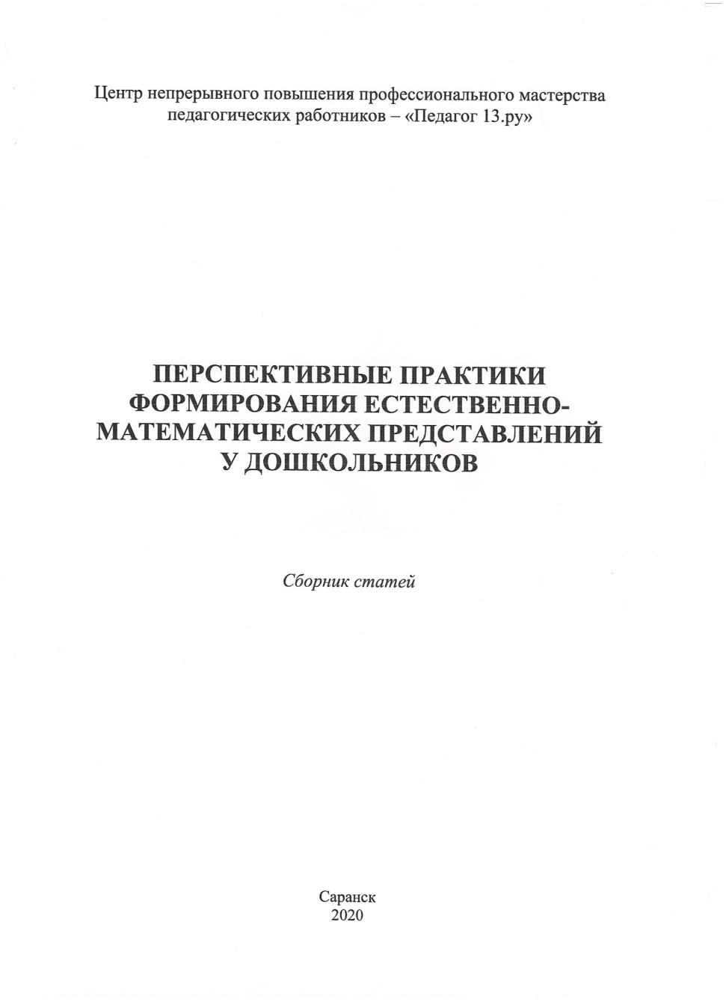 Центр непрерывного повышения профессионального мастерства
педагогических работников – «Педагог 13.ру»
ПЕРСПЕКТИВНЫЕ ПРАКТИКИ
ФОРМИРОВАНИЯ ЕСТЕСТВЕННО-
МАТЕМАТИЧЕСКИХ ПРЕДСТАВЛЕНИЙ
У ДОШКОЛЬНИКОВ
Сборник статей
Саранск
2020